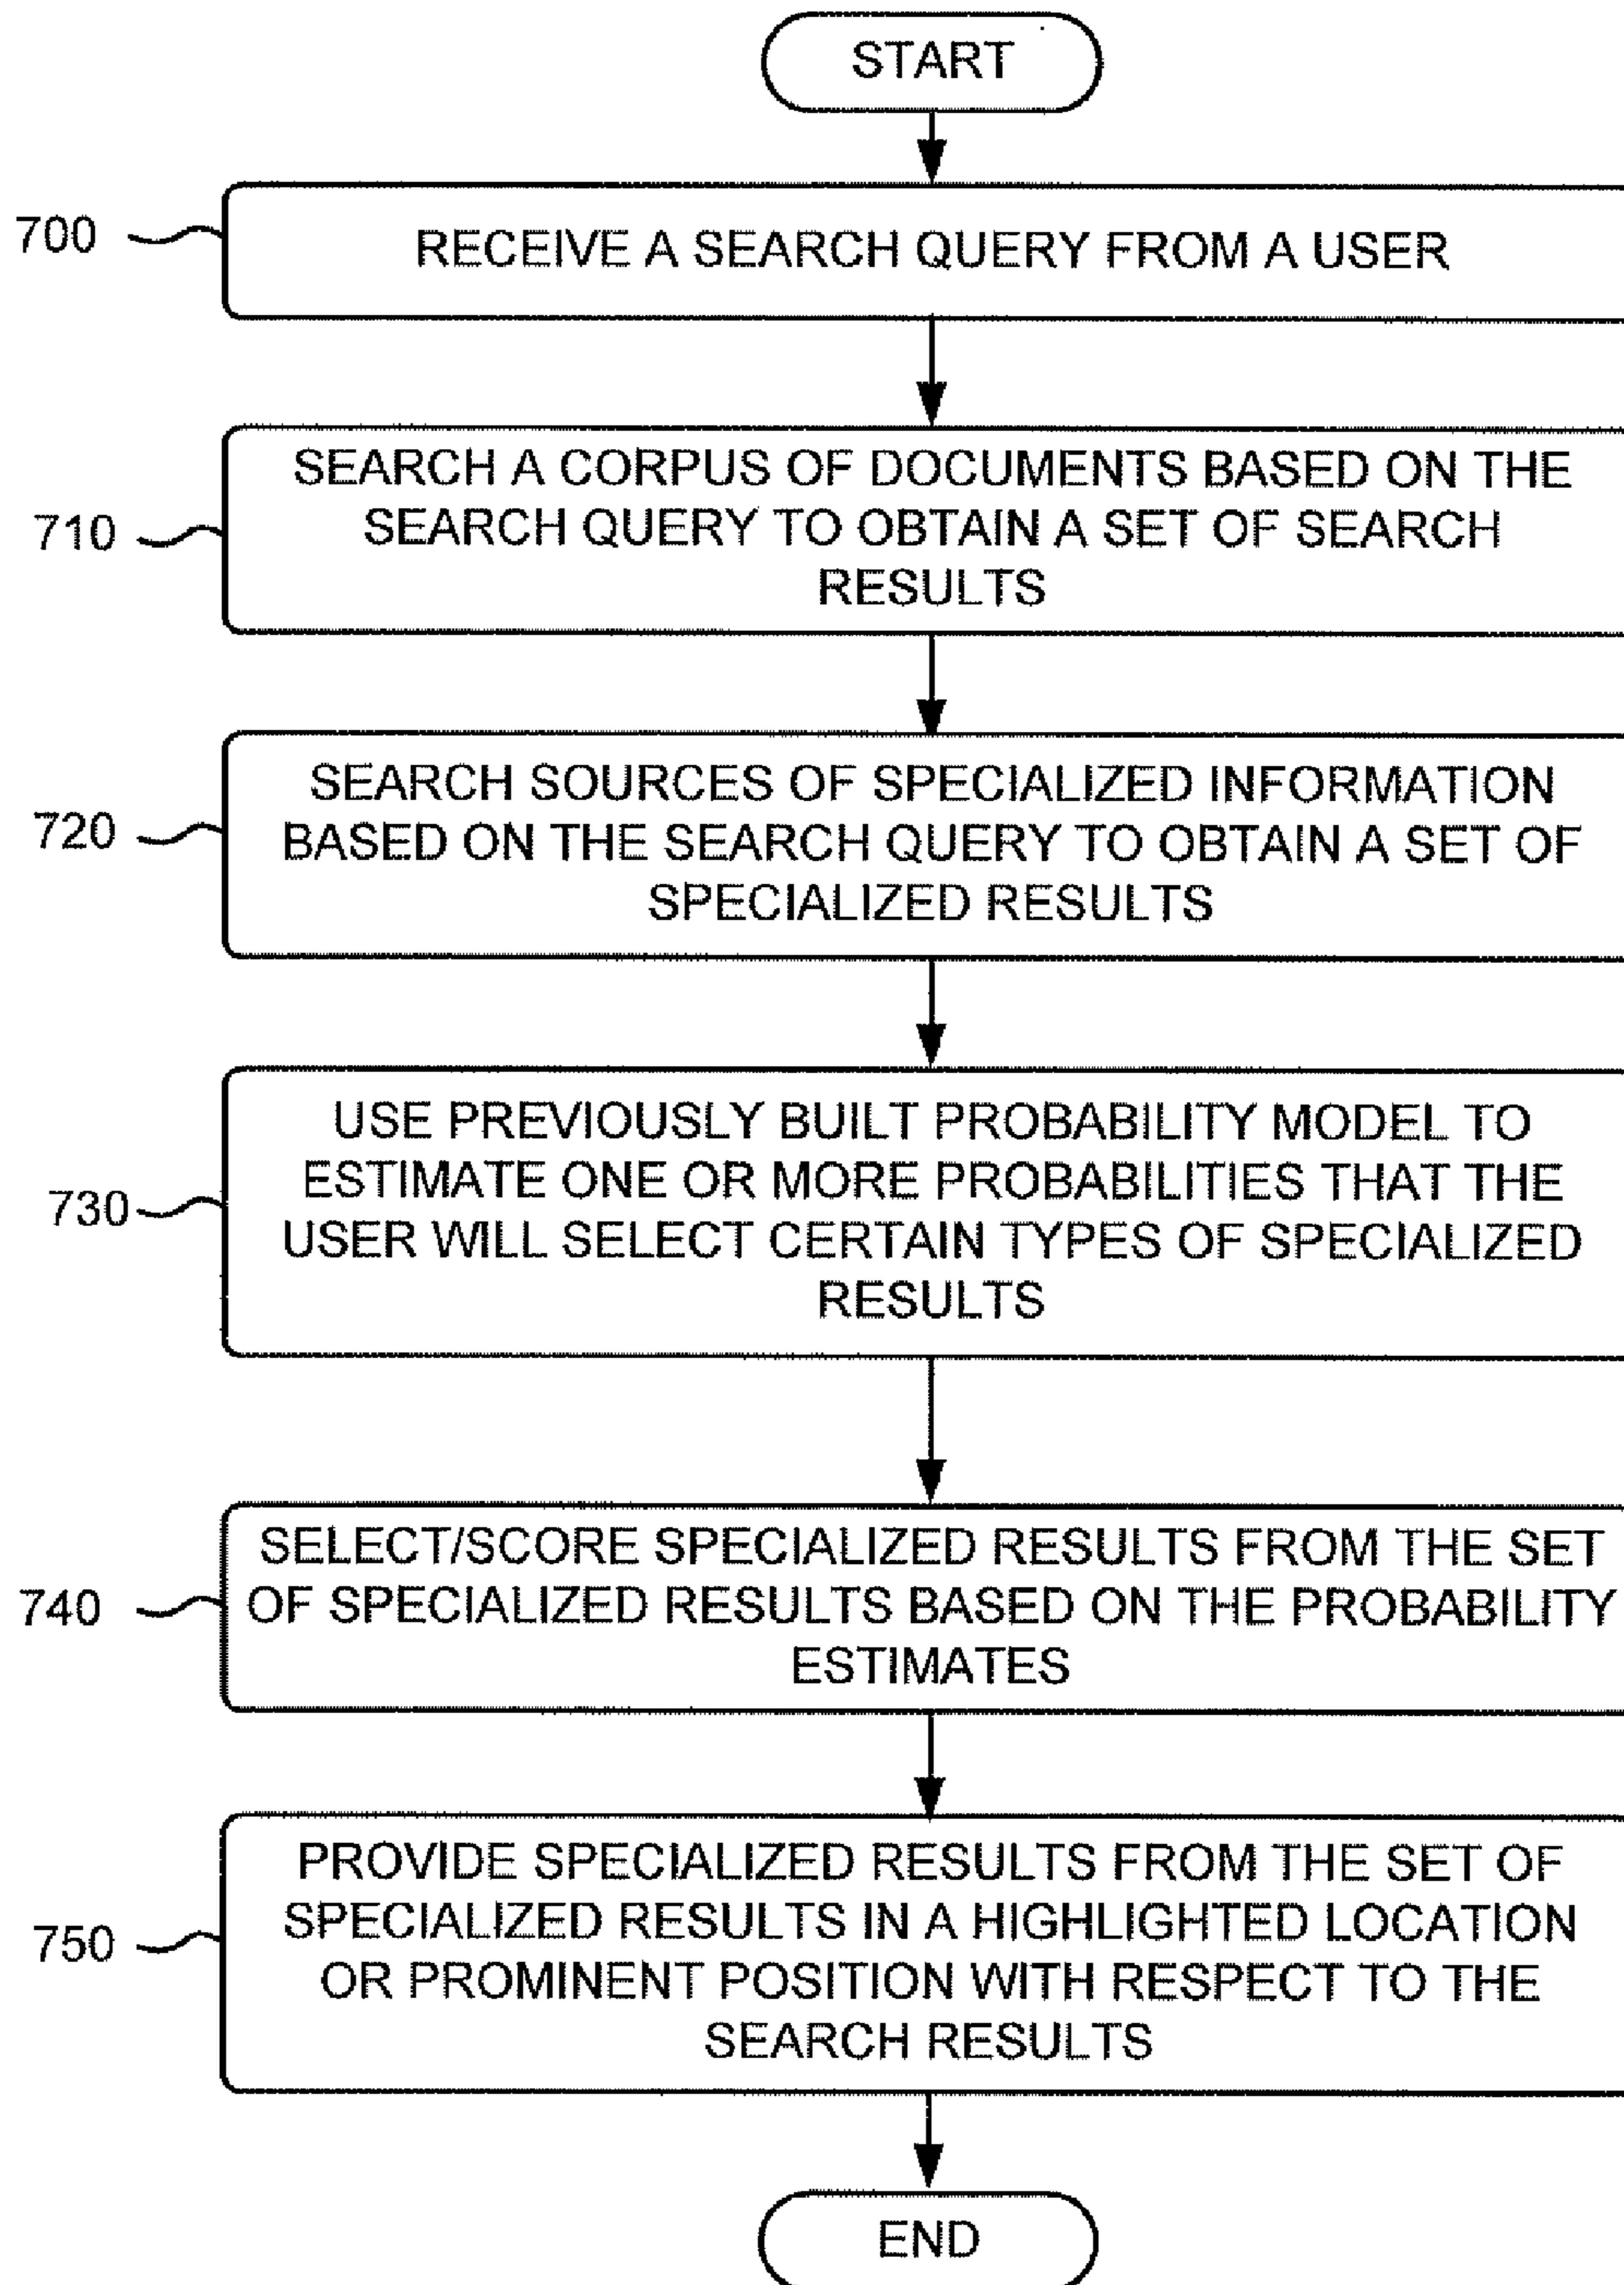 START
700
RECEIVE A SEARCH QUERY FROM A USER
710
SEARCH A CORPUS OF DOCUMENTS BASED ON THE
SEARCH QUERY TO OBTAIN A SET OF SEARCH
RESULTS
720
SEARCH SOURCES OF SPECIALIZED INFORMATION
BASED ON THE SEARCH QUERY TO OBTAIN A SET OF
SPECIALIZED RESULTS
730
USE PREVIOUSLY BUILT PROBABILITY MODEL TO
ESTIMATE ONE OR MORE PROBABILITIES THAT THE
USER WILL SELECT CERTAIN TYPES OF SPECIALIZED
RESULTS
740
SELECT/SCORE SPECIALIZED RESULTS FROM THE SET
OF SPECIALIZED RESULTS BASED ON THE PROBABILITY
ESTIMATES
750
PROVIDE SPECIALIZED RESULTS FROM THE SET OF
SPECIALIZED RESULTS IN A HIGHLIGHTED LOCATION
OR PROMINENT POSITION WITH RESPECT TO THE
SEARCH RESULTS
END